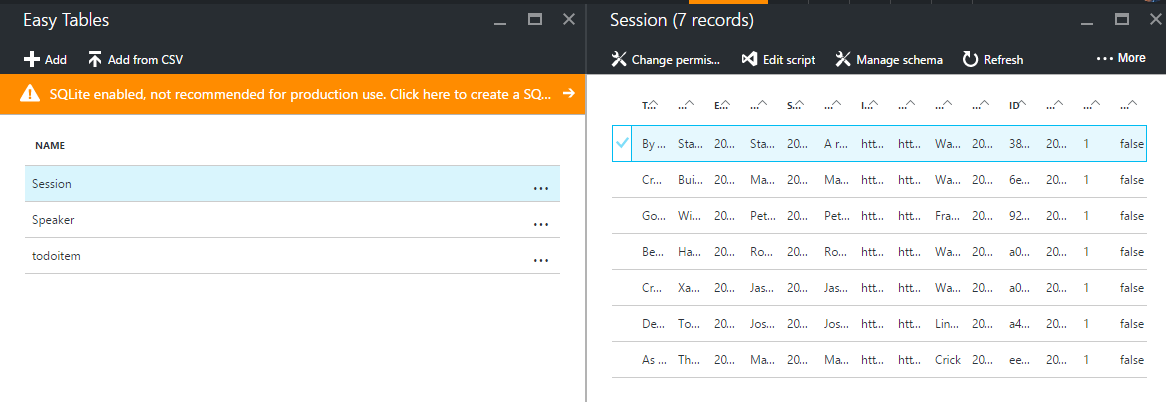 Easy Tables
Add Add from CSV
SQLite enabled, not recommended for production use. Click here to create a SQ...
NAME
Session ...
Speaker ...
todoitem ...
Session (7 records)
Change permis... Edit script Manage schema Refresh ... More
T... ... E... ... S... ... I... ... ... ... ID ... ... ...
By ... Sta... 20... Sta... 20... A r... htt... htt... Wa... 20... 38... 20... 1 false
Cr... Bui... 20... Ma... 20... Ma... htt... htt... Wa... 20... 6e... 20... 1 false
Go... Wi... 20... Pet... 20... Pet... htt... htt... Fra... 20... 92... 20... 1 false
Be... Ha... 20... Ro... 20... Ro... htt... htt... Wa... 20... a0... 20... 1 false
Cr... Xa... 20... Jas... 20... Jas... htt... htt... Wa... 20... a0... 20... 1 false
De... To... 20... Jos... 20... Jos... htt... htt... Lin... 20... a4... 20... 1 false
As ... Th... 20... Ma... 20... Ma... htt... htt... Crick 20... ee... 20... 1 false